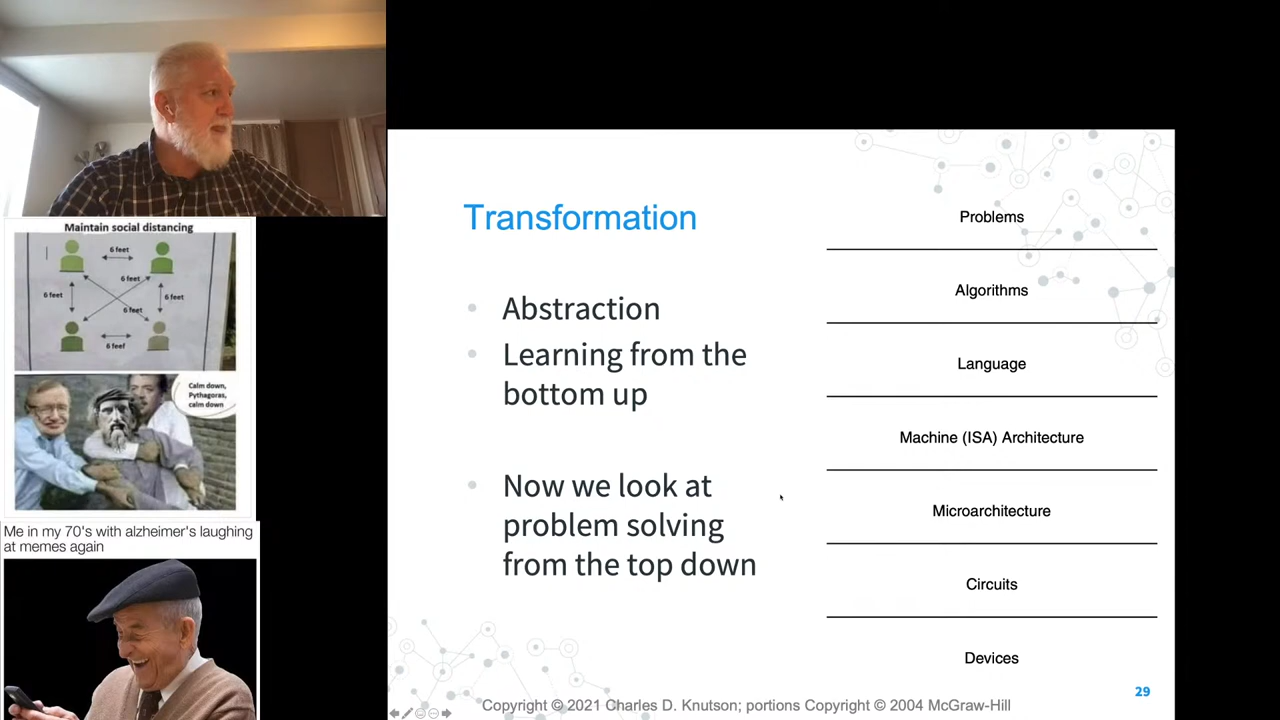 Maintain social distancing
6 feet
6 feet
6 feet
6 feet
6 feet
6 feet
Calm down,
Pythagoras,
calm down
Me in my 70's with alzheimer's laughing
at memes again
Transformation
Abstraction
Learning from the
bottom up
Now we look at
problem solving
from the top down
Problems
Algorithms
Language
Machine (ISA) Architecture
Microarchitecture
Circuits
Devices
29
Copyright © 2021 Charles D. Knutson; portions Copyright © 2004 McGraw-Hill